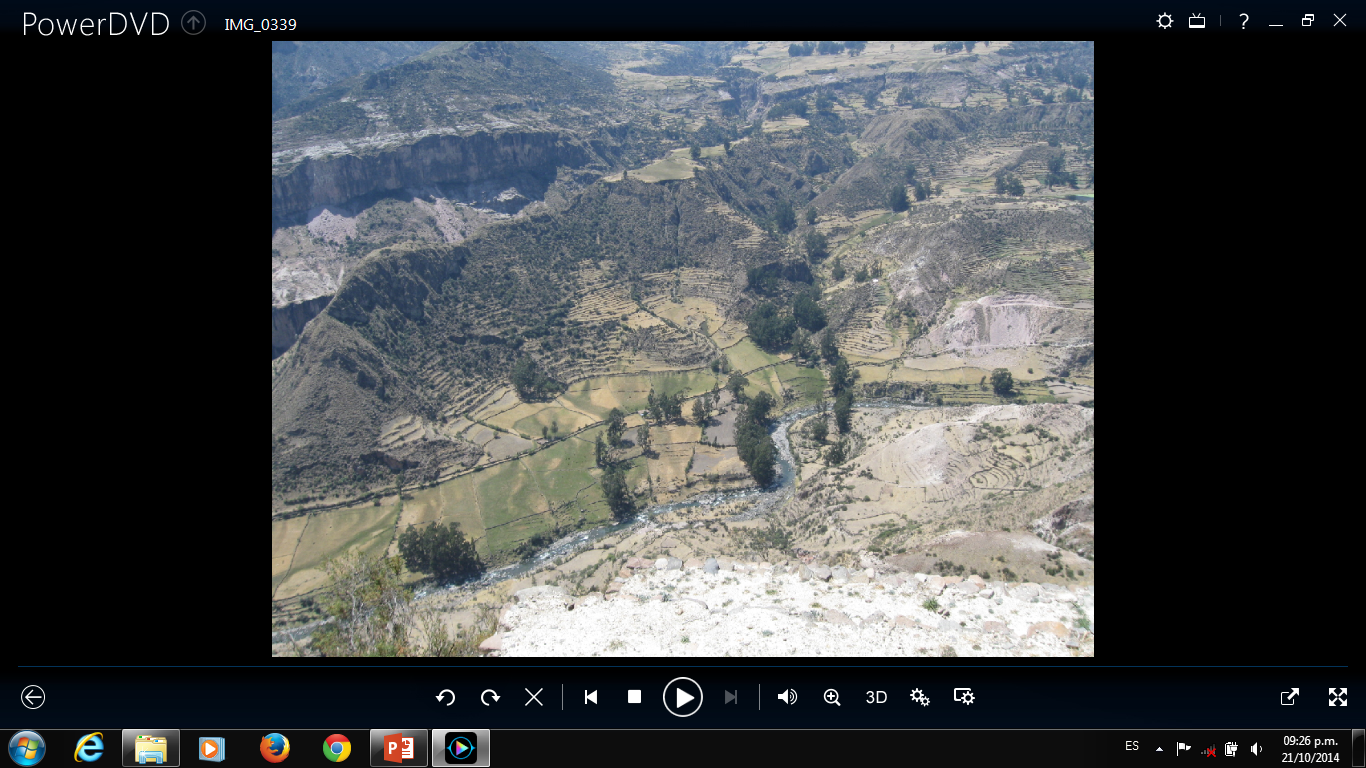 PowerDVD IMG_0339
?
3D
ES
09:26 p.m.
21/10/2014